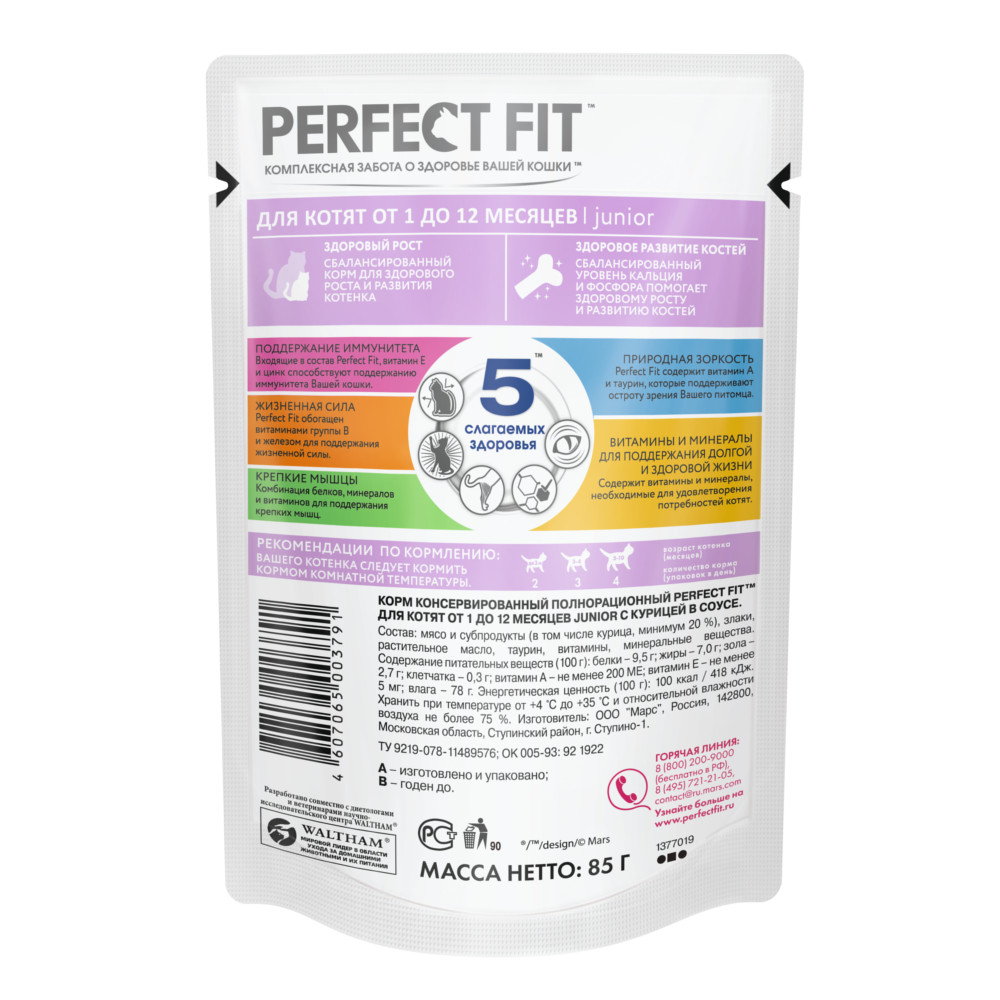 PERFECT FIT™
КОМПЛЕКСНАЯ ЗАБОТА О ЗДОРОВЬЕ ВАШЕЙ КОШКИ™
ДЛЯ КОТЯТ ОТ 1 ДО 12 МЕСЯЦЕВ | junior
ЗДОРОВЫЙ РОСТ
СБАЛАНСИРОВАННЫЙ
КОРМ ДЛЯ ЗДОРОВОГО
РОСТА И РАЗВИТИЯ
КОТЕНКА
ЗДОРОВОЕ РАЗВИТИЕ КОСТЕЙ
СБАЛАНСИРОВАННЫЙ
УРОВЕНЬ КАЛЬЦИЯ
И ФОСФОРА ПОМОГАЕТ
ЗДОРОВОМУ РОСТУ
И РАЗВИТИЮ КОСТЕЙ
ПОДДЕРЖАНИЕ ИММУНИТЕТА
Входящие в состав Perfect Fit, витамин Е
и цинк способствуют поддержанию
иммунитета Вашей кошки.
ЖИЗНЕННАЯ СИЛА
Perfect Fit обогащен
витаминами группы В
и железом для поддержания
жизненной силы.
КРЕПКИЕ МЫШЦЫ
Комбинация белков, минералов
и витаминов для поддержания
крепких мышц.
5™
слагаемых
здоровья
ПРИРОДНАЯ ЗОРКОСТЬ
Perfect Fit содержит витамин А
и таурин, которые поддерживают
остроту зрения Вашего питомца.
ВИТАМИНЫ И МИНЕРАЛЫ
ДЛЯ ПОДДЕРЖАНИЯ ДОЛГОЙ
И ЗДОРОВОЙ ЖИЗНИ
Содержит витамины и минералы,
необходимые для удовлетворения
потребностей котят.
РЕКОМЕНДАЦИИ ПО КОРМЛЕНИЮ:
ВАШЕГО КОТЕНКА СЛЕДУЕТ КОРМИТЬ
КОРМОМ КОМНАТНОЙ ТЕМПЕРАТУРЫ.
возраст котенка
(месяцев)
2 3 4
количество корма
(упаковок в день)
КОРМ КОНСЕРВИРОВАННЫЙ ПОЛНОРАЦИОННЫЙ PERFECT FIT™
ДЛЯ КОТЯТ ОТ 1 ДО 12 МЕСЯЦЕВ JUNIOR С КУРИЦЕЙ В СОУСЕ.
Состав: мясо и субпродукты (в том числе курица, минимум 20 %), злаки,
растительное масло, таурин, витамины, минеральные вещества.
Содержание питательных веществ (100 г): белки – 9,5 г; жиры – 7,0 г; зола –
2,7 г; клетчатка – 0,3 г; витамин А – не менее 200 МЕ; витамин Е – не менее
5 мг; влага – 78 г. Энергетическая ценность (100 г): 100 ккал / 418 кДж.
Хранить при температуре от +4 °С до +35 °С и относительной влажности
воздуха не более 75 %. Изготовитель: ООО "Марс", Россия, 142800,
Московская область, Ступинский район, г. Ступино-1.
ТУ 9219-078-11489576; ОК 005-93: 92 1922
А – изготовлено и упаковано;
В – годен до.
4 607065 003791
ГОРЯЧАЯ ЛИНИЯ:
8 (800) 200-9000
(бесплатно в РФ),
8 (495) 721-21-05,
contact@ru.mars.com
Узнайте больше на
www.perfectfit.ru
1377019
Разработано совместно с диетологами
и ветеринарами научно-
исследовательского центра WALTHAM®
WALTHAM®
МИРОВОЙ ЛИДЕР В ОБЛАСТИ
УХОДА ЗА ДОМАШНИМИ
ЖИВОТНЫМИ И ИХ ПИТАНИЯ
РСТ
90
®/™/design/© Mars
МАССА НЕТТО: 85 Г